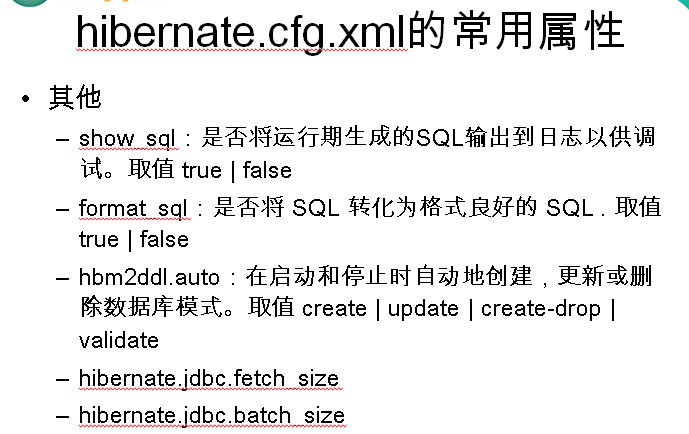 hibernate.cfg.xml的常用属性
• 其他
– show_sql：是否将运行期生成的SQL输出到日志以供调
试。取值 true | false
– format_sql：是否将 SQL 转化为格式良好的 SQL . 取值
true | false
– hbm2ddl.auto：在启动和停止时自动地创建，更新或删
除数据库模式。取值 create | update | create-drop |
validate
– hibernate.jdbc.fetch_size
– hibernate.jdbc.batch_size